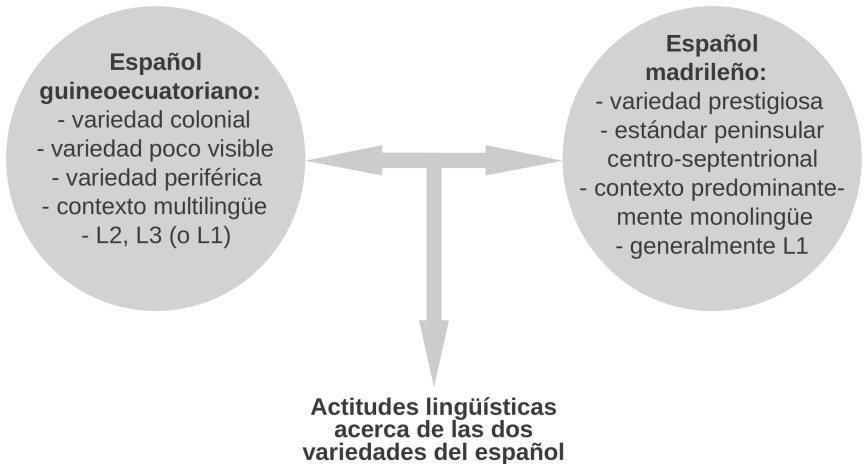 Español
guineoecuatoriano:
- variedad colonial
- variedad poco visible
- variedad periférica
- contexto multilingüe
- L2, L3 (o L1)
Español
madrileño:
- variedad prestigiosa
- estándar peninsular
centro-septentrional
- contexto predominante-
mente monolingüe
- generalmente L1
Actitudes lingüísticas
acerca de las dos
variedades del español